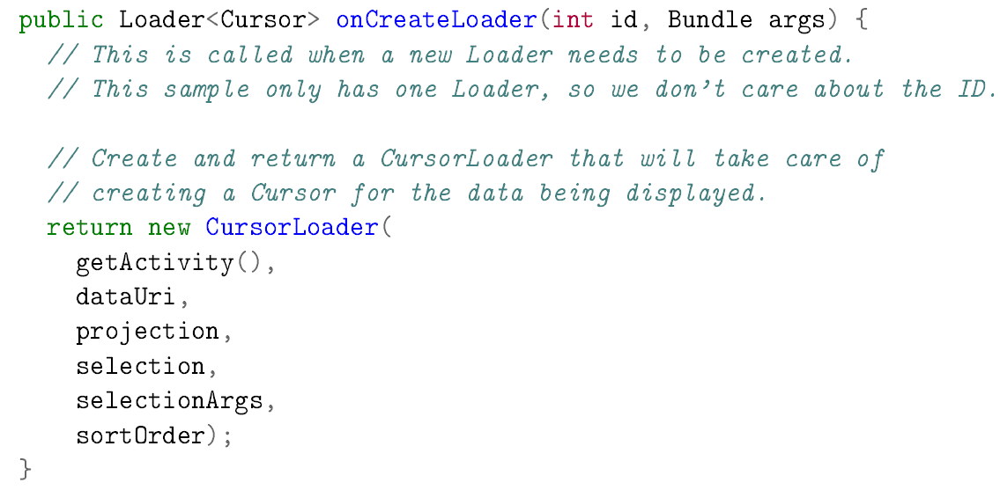 public Loader<Cursor> onCreateLoader(int id, Bundle args) {
// This is called when a new Loader needs to be created.
// This sample only has one Loader, so we don't care about the ID.
// Create and return a CursorLoader that will take care of
// creating a Cursor for the data being displayed.
return new CursorLoader(
getActivity(),
dataUri,
projection,
selection,
selectionArgs,
sortOrder);
}